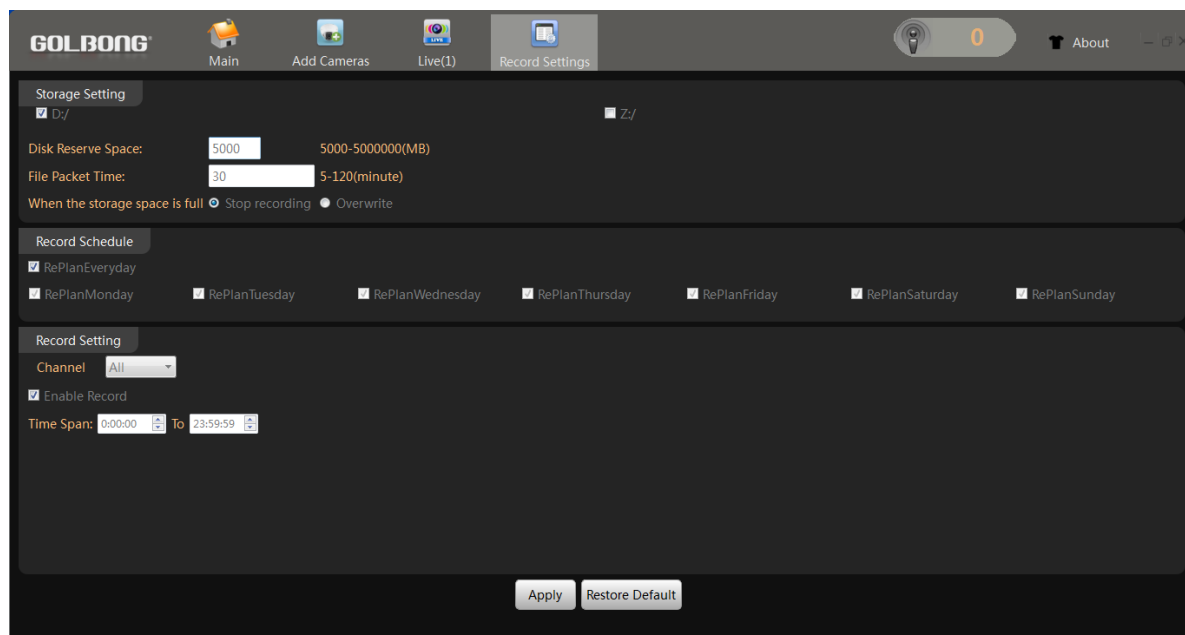 GOLBONG
Main Add Cameras Live(1) Record Settings 0 About
LIVE
Storage Setting
D:/ Z:/
Disk Reserve Space: 5000 5000-5000000(MB)
File Packet Time: 30 5-120(minute)
When the storage space is full Stop recording Overwrite
Record Schedule
RePlanEveryday
RePlanMonday RePlanTuesday RePlanWednesday RePlanThursday RePlanFriday RePlanSaturday RePlanSunday
Record Setting
Channel All
Enable Record
Time Span: 0:00:00 To 23:59:59
Apply Restore Default